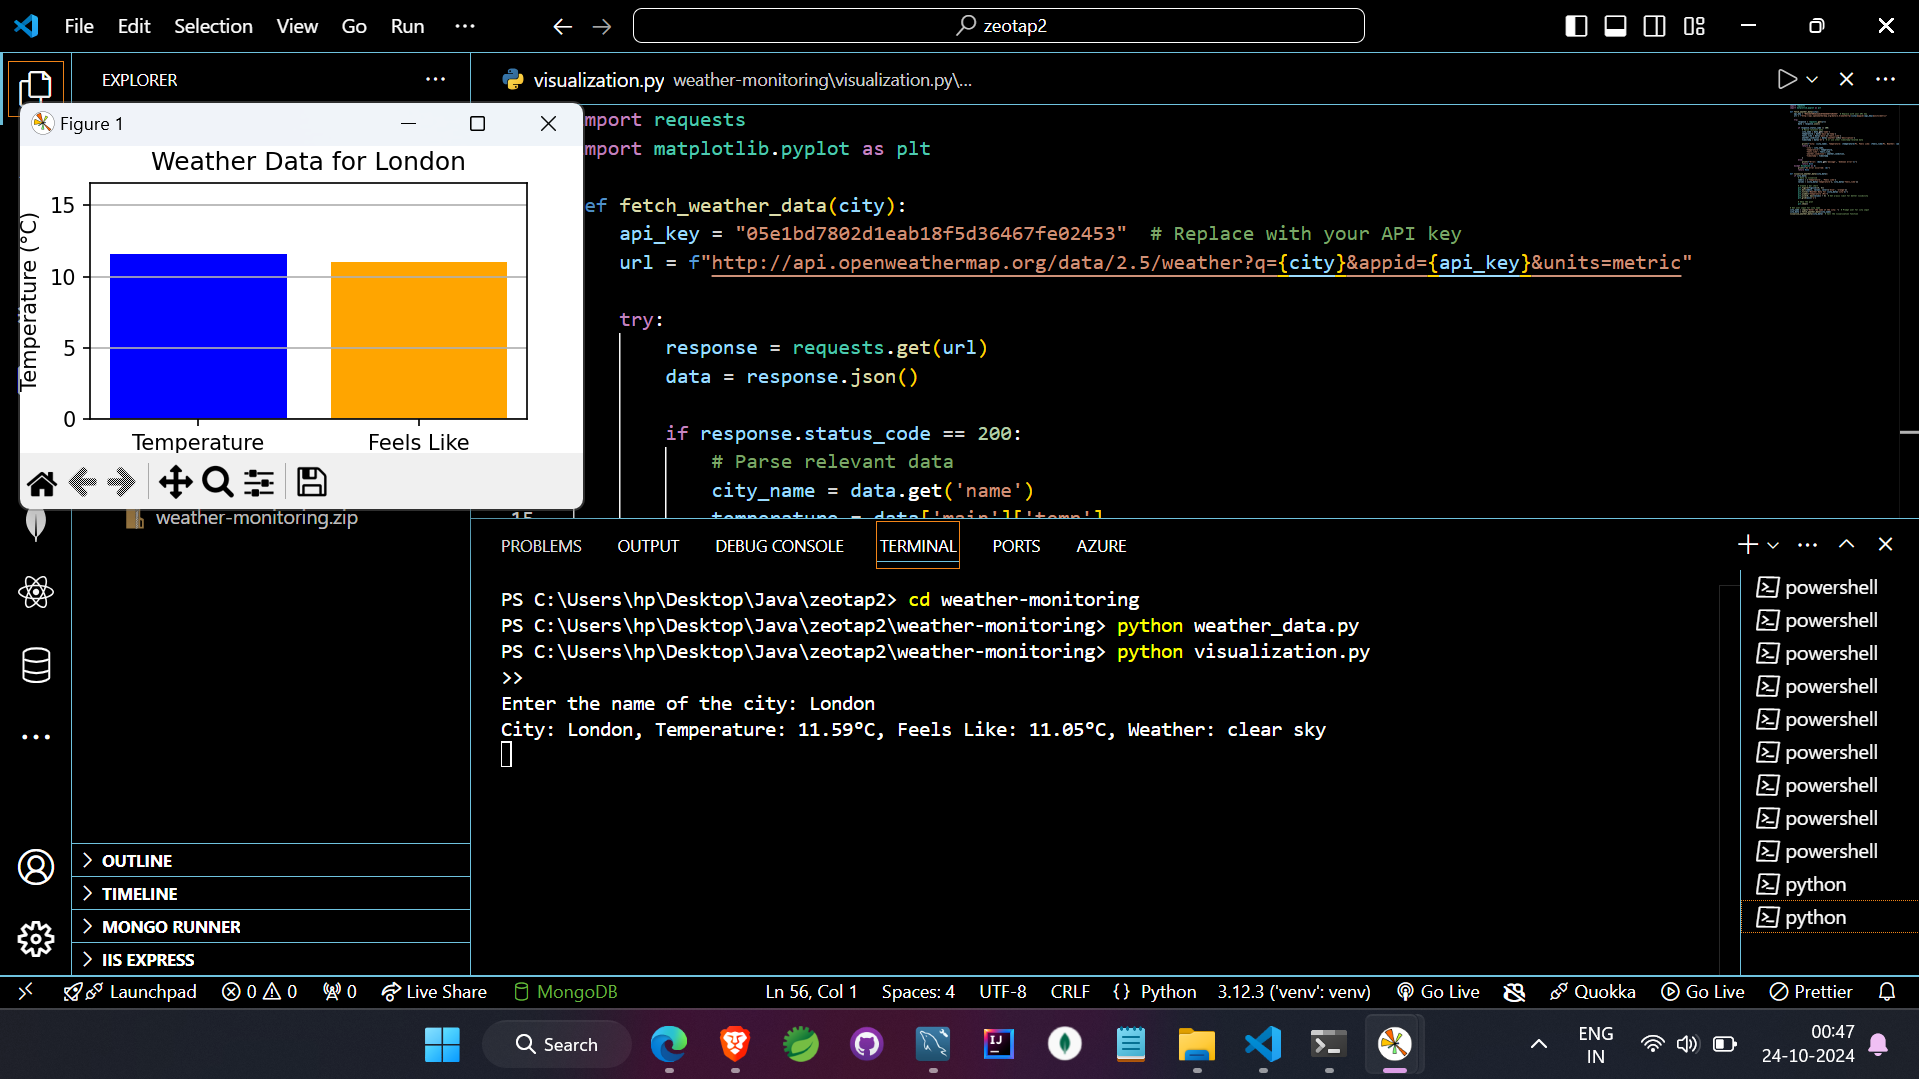 File Edit Selection View Go Run ···
zeotap2
EXPLORER
visualization.py weather-monitoring\visualization.py\...
Figure 1
Weather Data for London
15
10
5
0
Temperature (°C)
Temperature
Feels Like
weather-monitoring.zip
OUTLINE
TIMELINE
MONGO RUNNER
IIS EXPRESS
mport requests
mport matplotlib.pyplot as plt
ef fetch_weather_data(city):
api_key = "05e1bd7802d1eab18f5d36467fe02453" # Replace with your API key
url = f"http://api.openweathermap.org/data/2.5/weather?q={city}&appid={api_key}&units=metric"
try:
response = requests.get(url)
data = response.json()
if response.status_code == 200:
# Parse relevant data
city_name = data.get('name')
15 temperature = data['main']['temp']
PROBLEMS OUTPUT DEBUG CONSOLE TERMINAL PORTS AZURE
PS C:\Users\hp\Desktop\Java\zeotap2> cd weather-monitoring
PS C:\Users\hp\Desktop\Java\zeotap2\weather-monitoring> python weather_data.py
PS C:\Users\hp\Desktop\Java\zeotap2\weather-monitoring> python visualization.py
>>
Enter the name of the city: London
City: London, Temperature: 11.59°C, Feels Like: 11.05°C, Weather: clear sky
powershell
powershell
powershell
powershell
powershell
powershell
powershell
powershell
powershell
python
python
Launchpad 0 0 0 Live Share MongoDB Ln 56, Col 1 Spaces: 4 UTF-8 CRLF {} Python 3.12.3 ('venv': venv) Go Live Quokka Go Live Prettier
Search
IJ
ENG
IN
00:47
24-10-2024